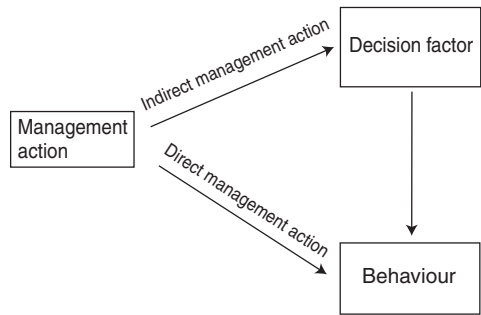 Indirect management action
Decision factor
Management
action
Direct management action
Behaviour